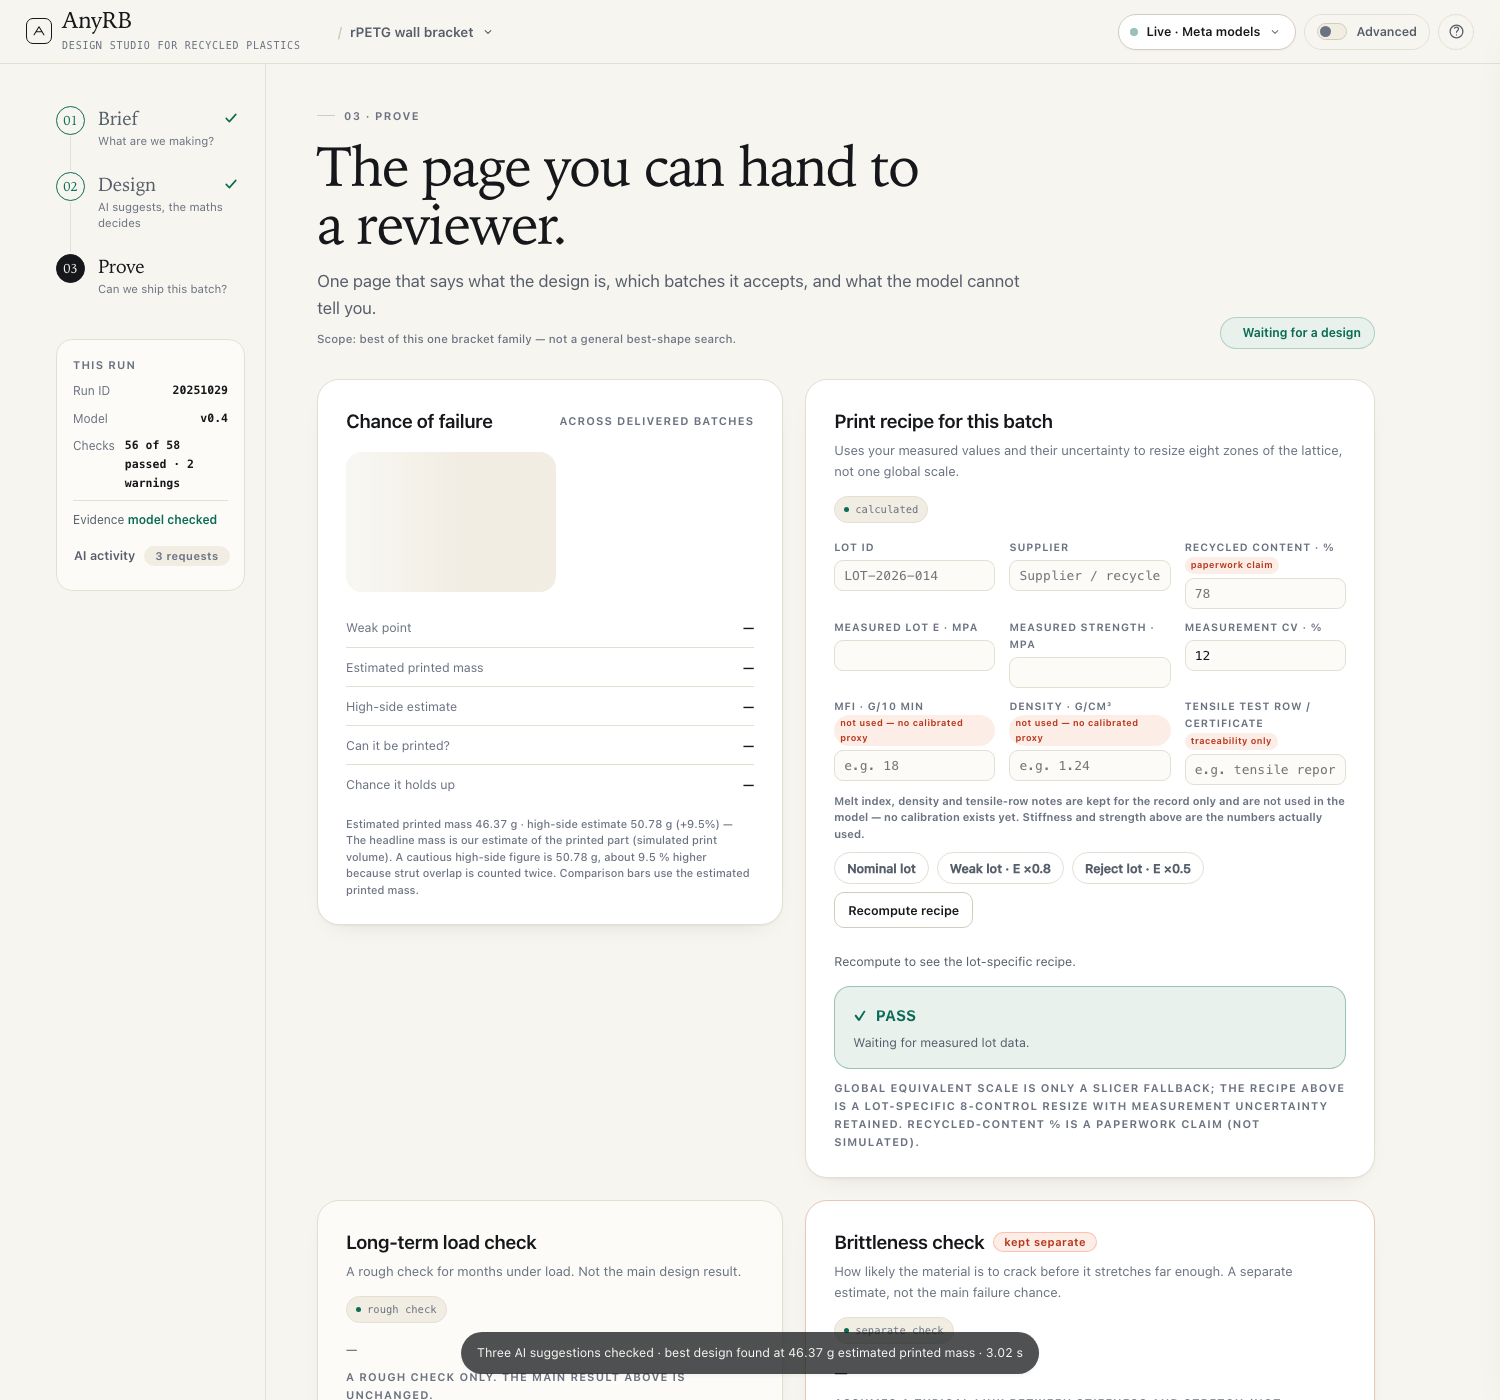 AnyRB
DESIGN STUDIO FOR RECYCLED PLASTICS
/ rPETG wall bracket
Live · Meta models
Advanced
01
Brief
What are we making?
02
Design
AI suggests, the maths
decides
03
Prove
Can we ship this batch?
THIS RUN
Run ID 20251029
Model v0.4
Checks 56 of 58
passed · 2
warnings
Evidence model checked
AI activity 3 requests
03 · PROVE
The page you can hand to
a reviewer.
One page that says what the design is, which batches it accepts, and what the model cannot
tell you.
Scope: best of this one bracket family — not a general best-shape search.
Waiting for a design
Chance of failure
ACROSS DELIVERED BATCHES
Weak point —
Estimated printed mass —
High-side estimate —
Can it be printed? —
Chance it holds up —
Estimated printed mass 46.37 g · high-side estimate 50.78 g (+9.5%) —
The headline mass is our estimate of the printed part (simulated print
volume). A cautious high-side figure is 50.78 g, about 9.5 % higher
because strut overlap is counted twice. Comparison bars use the estimated
printed mass.
Print recipe for this batch
Uses your measured values and their uncertainty to resize eight zones of the lattice,
not one global scale.
calculated
LOT ID
LOT-2026-014
SUPPLIER
Supplier / recycle
RECYCLED CONTENT · %
paperwork claim
78
MEASURED LOT E · MPA
MEASURED STRENGTH ·
MPA
MEASUREMENT CV · %
12
MFI · G/10 MIN
not used — no calibrated
proxy
e.g. 18
DENSITY · G/CM³
not used — no calibrated
proxy
e.g. 1.24
TENSILE TEST ROW /
CERTIFICATE
traceability only
e.g. tensile repor
Melt index, density and tensile-row notes are kept for the record only and are not used in the
model — no calibration exists yet. Stiffness and strength above are the numbers actually
used.
Nominal lot
Weak lot · E ×0.8
Reject lot · E ×0.5
Recompute recipe
Recompute to see the lot-specific recipe.
PASS
Waiting for measured lot data.
GLOBAL EQUIVALENT SCALE IS ONLY A SLICER FALLBACK; THE RECIPE ABOVE
IS A LOT-SPECIFIC 8-CONTROL RESIZE WITH MEASUREMENT UNCERTAINTY
RETAINED. RECYCLED-CONTENT % IS A PAPERWORK CLAIM (NOT
SIMULATED).
Long-term load check
A rough check for months under load. Not the main design result.
rough check
—
A ROUGH CHECK ONLY. THE MAIN RESULT ABOVE IS
UNCHANGED.
Brittleness check
kept separate
How likely the material is to crack before it stretches far enough. A separate
estimate, not the main failure chance.
separate check
—
Three AI suggestions checked · best design found at 46.37 g estimated printed mass · 3.02 s